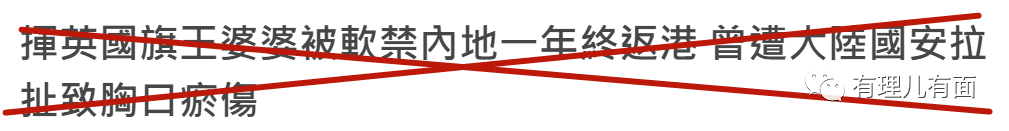 揮英國旗王婆婆被軟禁內地一年終返港 曾遭大陸國安拉
扯致胸口瘀傷
有理儿有面